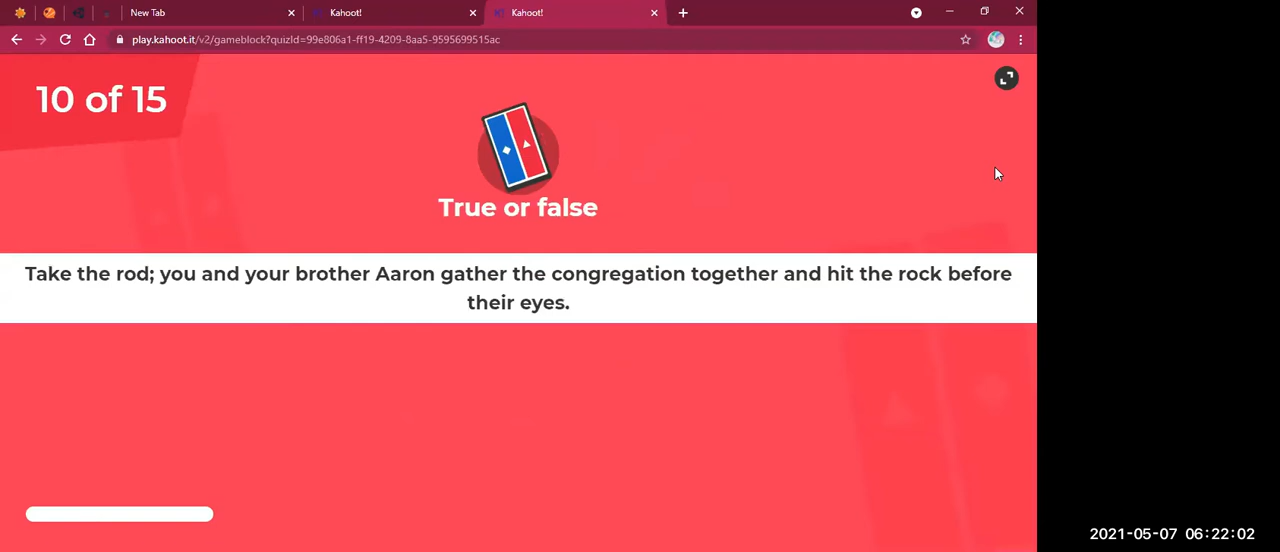 New Tab
Kahoot!
Kahoot!
play.kahoot.it/v2/gameblock?quizId=99e806a1-ff19-4209-8aa5-9595699515ac
10 of 15
True or false
Take the rod; you and your brother Aaron gather the congregation together and hit the rock before
their eyes.
2021-05-07 06:22:02